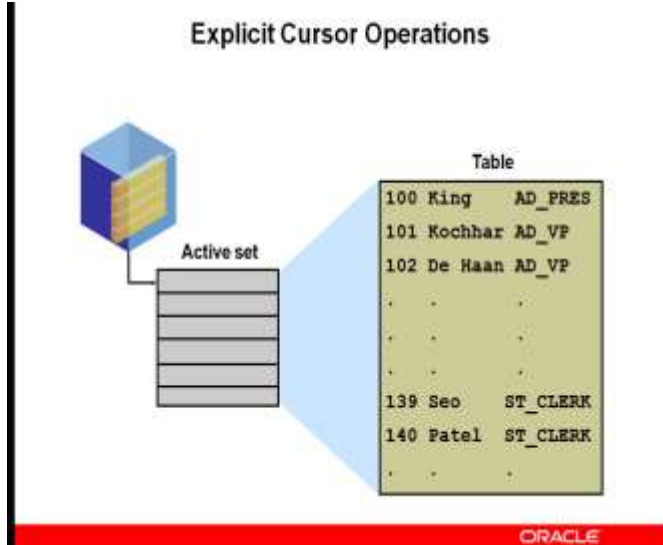 Explicit Cursor Operations
Table
Active set
100 King AD_PRES
101 Kochhar AD_VP
102 De Haan AD_VP
. . .
. . .
. . .
139 Seo ST_CLERK
140 Patel ST_CLERK
. . .
ORACLE